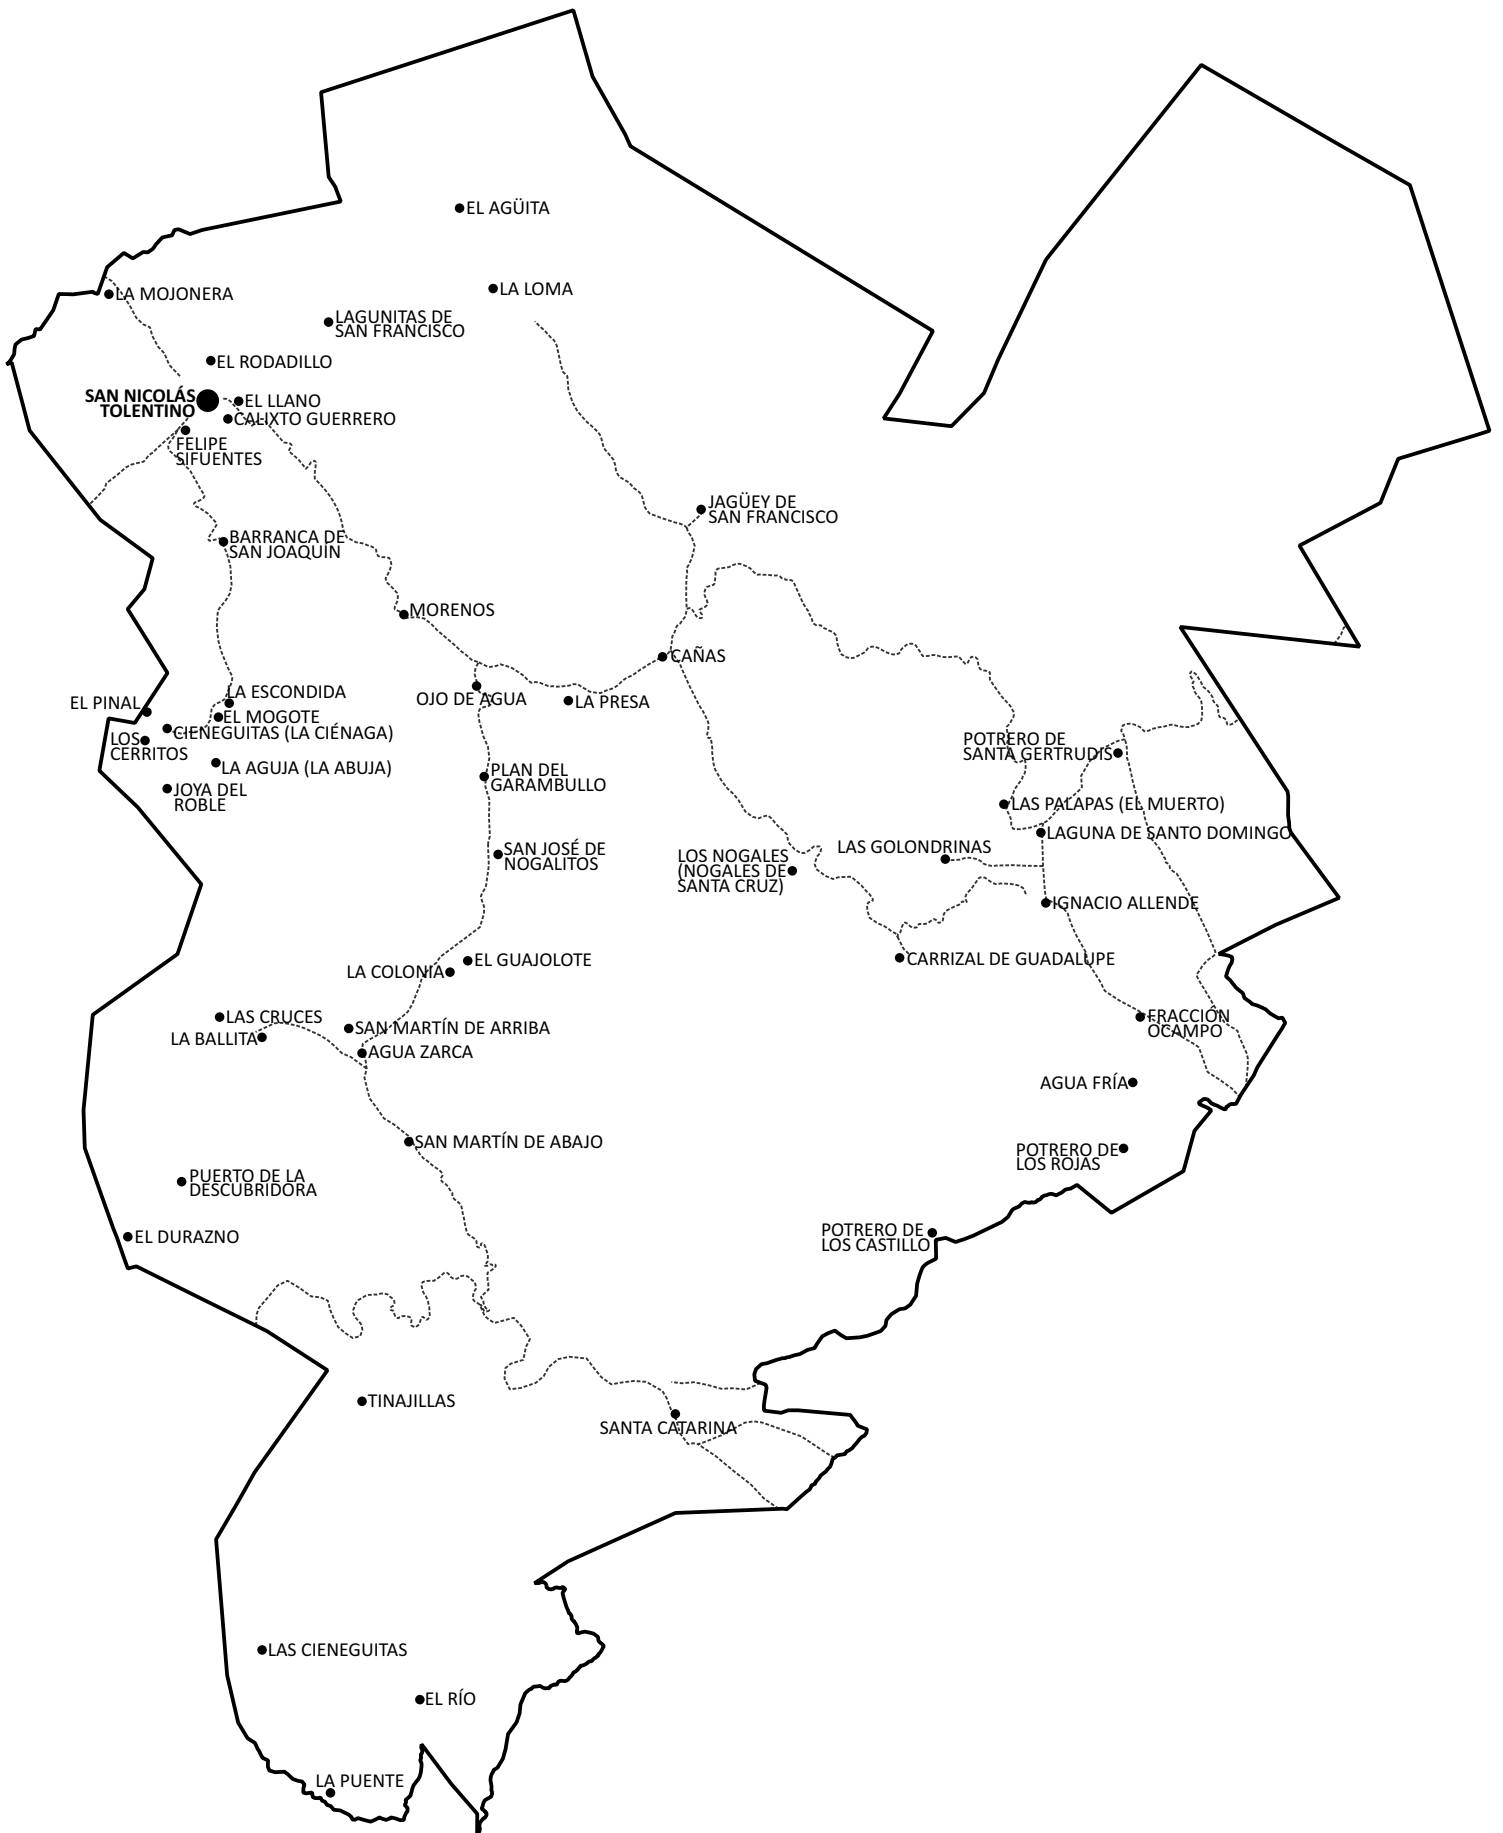 EL AGÜITA
LA MOJONERA
LA LOMA
LAGUNITAS DE
SAN FRANCISCO
EL RODADILLO
SAN NICOLÁS
TOLENTINO
EL LLANO
CALIXTO GUERRERO
FELIPE
SIFUENTES
JAGÜEY DE
SAN FRANCISCO
BARRANCA DE
SAN JOAQUÍN
MORENOS
CAÑAS
LA ESCONDIDA
EL PINAL
OJO DE AGUA
LA PRESA
EL MOGOTE
CIENEGUITAS (LA CIÉNAGA)
LOS
CERRITOS
POTRERO DE
SANTA GERTRUDIS
LA AGUJA (LA ABUJA)
PLAN DEL
GARAMBULLO
JOYA DEL
ROBLE
LAS PALAPAS (EL MUERTO)
LAGUNA DE SANTO DOMINGO
LAS GOLONDRINAS
SAN JOSÉ DE
NOGALITOS
LOS NOGALES
(NOGALES DE
SANTA CRUZ)
IGNACIO ALLENDE
EL GUAJOLOTE
CARRIZAL DE GUADALUPE
LA COLONIA
LAS CRUCES
FRACCIÓN
OCAMPO
SAN MARTÍN DE ARRIBA
LA BALLITA
AGUA ZARCA
AGUA FRÍA
SAN MARTÍN DE ABAJO
POTRERO DE
LOS ROJAS
PUERTO DE LA
DESCUBRIDORA
EL DURAZNO
POTRERO DE
LOS CASTILLO
TINAJILLAS
SANTA CATARINA
LAS CIENEGUITAS
EL RÍO
LA PUENTE